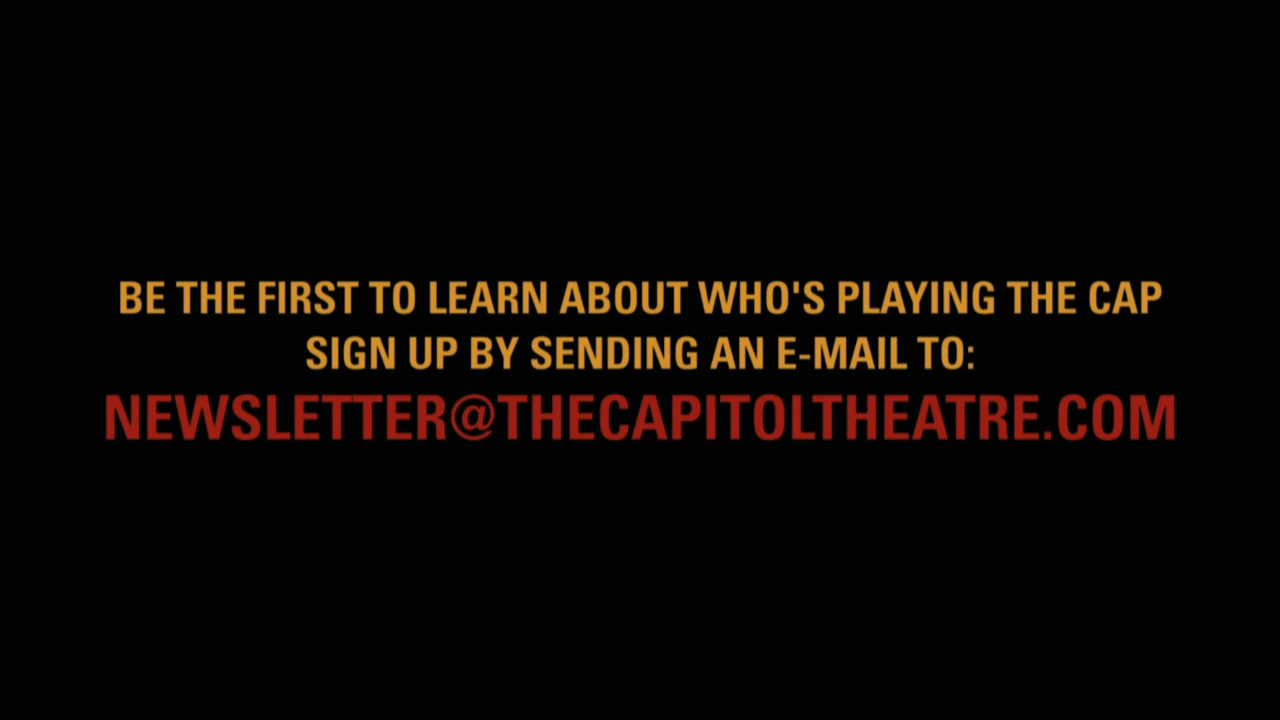 BE THE FIRST TO LEARN ABOUT WHO'S PLAYING THE CAP
SIGN UP BY SENDING AN E-MAIL TO:
NEWSLETTER@THECAPITOLTHEATRE.COM